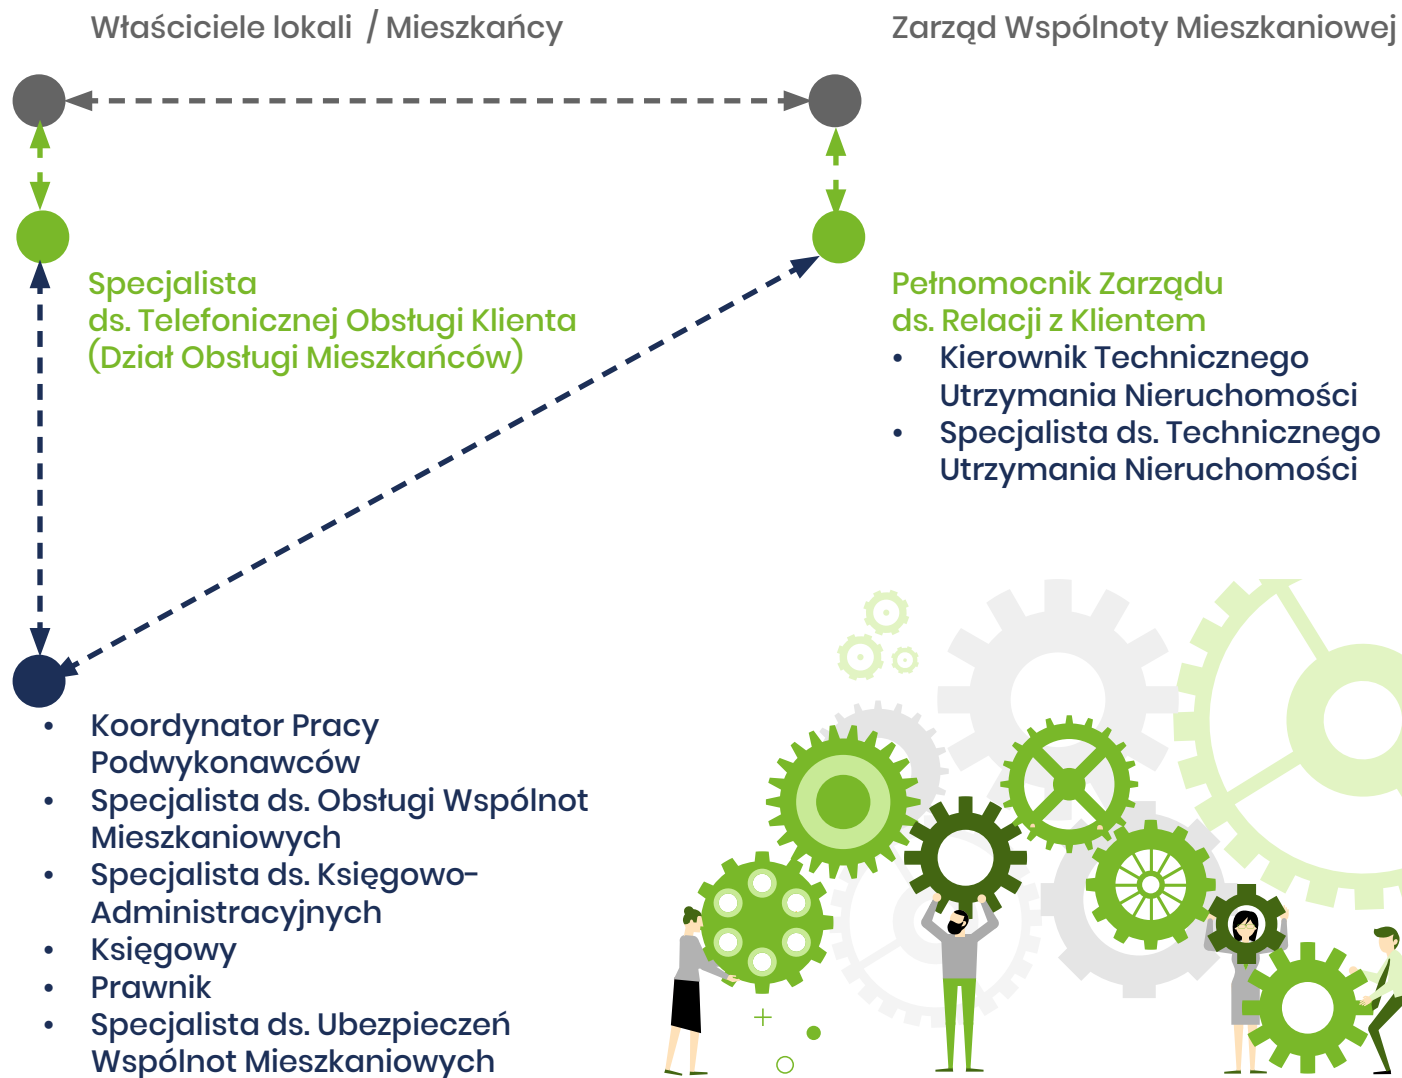 Właściciele lokali / Mieszkańcy
Zarząd Wspólnoty Mieszkaniowej
Specjalista
ds. Telefonicznej Obsługi Klienta
(Dział Obsługi Mieszkańców)
Pełnomocnik Zarządu
ds. Relacji z Klientem
• Kierownik Technicznego
Utrzymania Nieruchomości
• Specjalista ds. Technicznego
Utrzymania Nieruchomości
• Koordynator Pracy
Podwykonawców
• Specjalista ds. Obsługi Wspólnot
Mieszkaniowych
• Specjalista ds. Księgowo-
Administracyjnych
• Księgowy
• Prawnik
• Specjalista ds. Ubezpieczeń
Wspólnot Mieszkaniowych